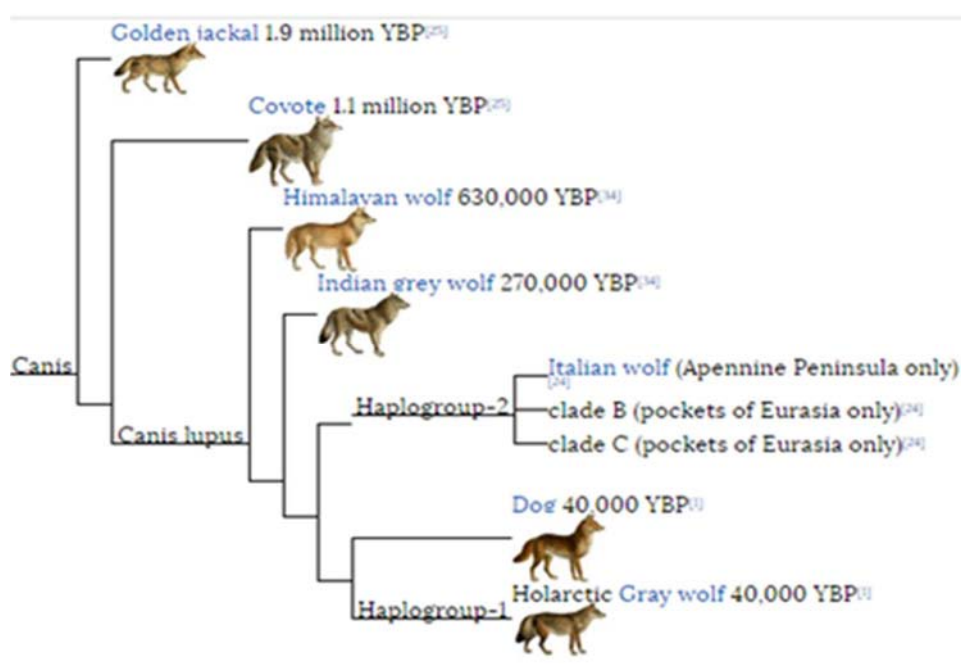 Golden jackal 1.9 million YBP[25]
Coyote 1.1 million YBP[25]
Himalayan wolf 630,000 YBP[34]
Indian grey wolf 270,000 YBP[34]
Canis
Italian wolf (Apennine Peninsula only)
[24]
Haplogroup-2
clade B (pockets of Eurasia only)[24]
Canis lupus
clade C (pockets of Eurasia only)[24]
Dog 40,000 YBP[1]
Holarctic Gray wolf 40,000 YBP[1]
Haplogroup-1